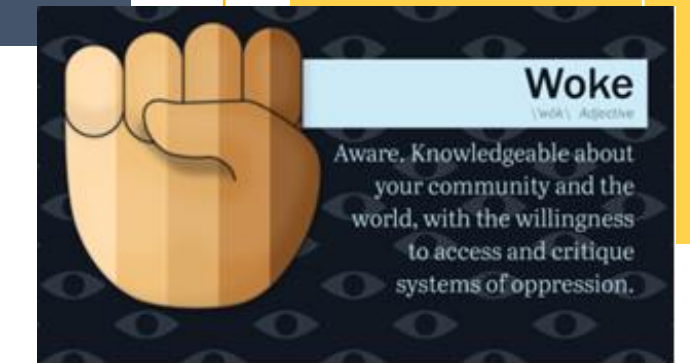 Woke
\'wōk\ Adjective
Aware. Knowledgeable about
your community and the
world, with the willingness
to access and critique
systems of oppression.